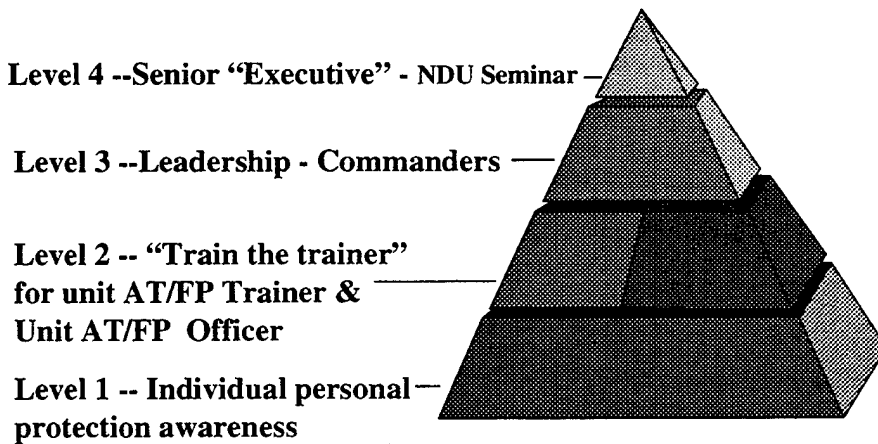 Level 4 --Senior “Executive” - NDU Seminar
Level 3 --Leadership - Commanders
Level 2 -- “Train the trainer”
for unit AT/FP Trainer &
Unit AT/FP Officer
Level 1 -- Individual personal
protection awareness